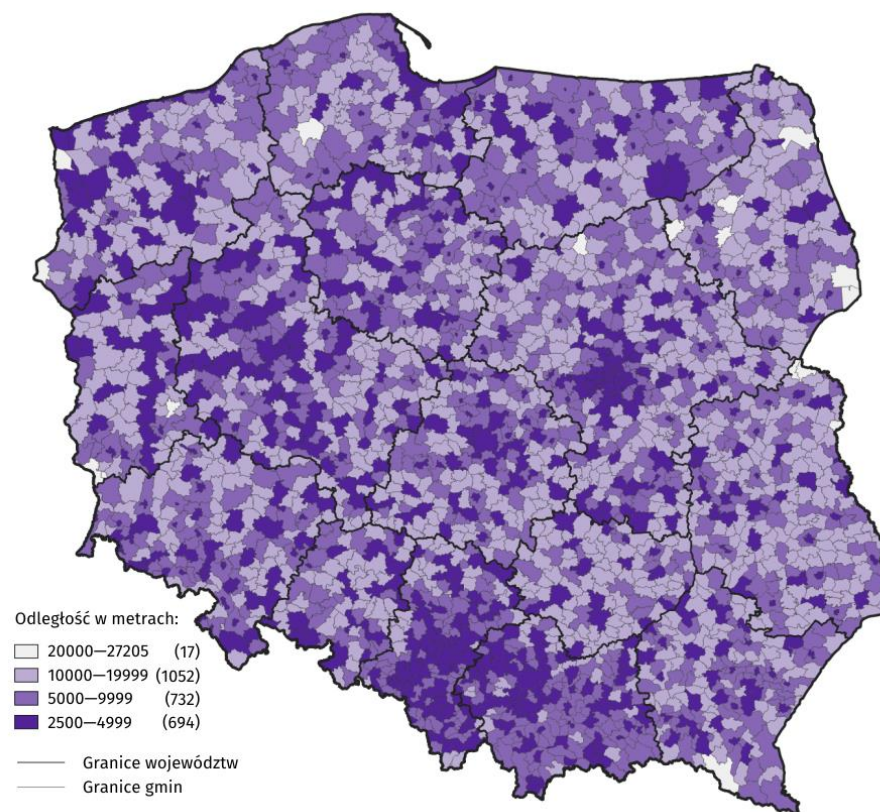 Odległość w metrach:
20000—27205 (17)
10000—19999 (1052)
5000—9999 (732)
2500—4999 (694)
Granice województw
Granice gmin